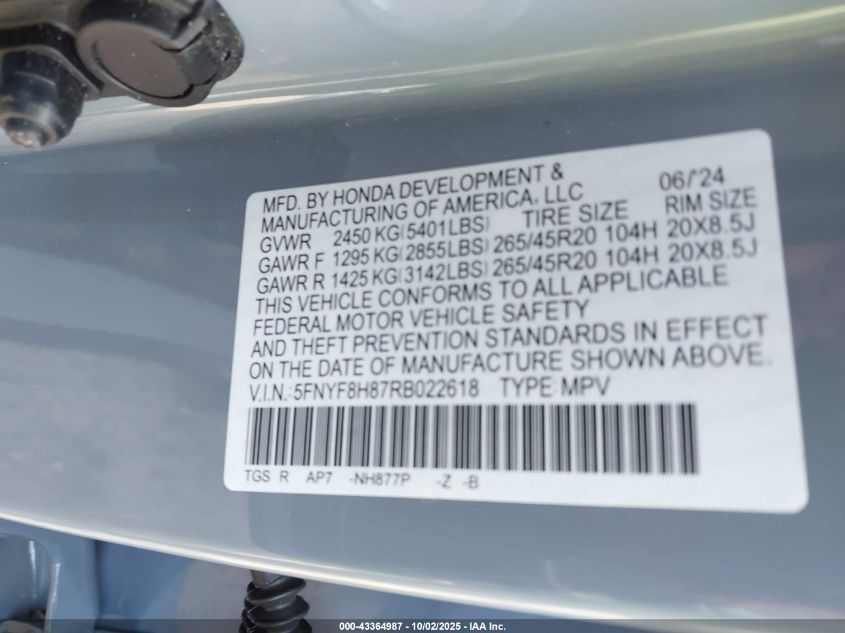 MFD. BY HONDA DEVELOPMENT & 06/'24
MANUFACTURING OF AMERICA, LLC TIRE SIZE RIM SIZE
GVWR 2450 KG(5401LBS)
GAWR F 1295 KG(2855LBS) 265/45R20 104H 20X8.5J
GAWR R 1425 KG(3142LBS) 265/45R20 104H 20X8.5J
THIS VEHICLE CONFORMS TO ALL APPLICABLE
FEDERAL MOTOR VEHICLE SAFETY
AND THEFT PREVENTION STANDARDS IN EFFECT
ON THE DATE OF MANUFACTURE SHOWN ABOVE.
V.I.N.: 5FNYF8H87RB022618 TYPE: MPV
TGS R AP7 -NH877P -Z -B
000-43364987 - 10/02/2025 - IAA Inc.